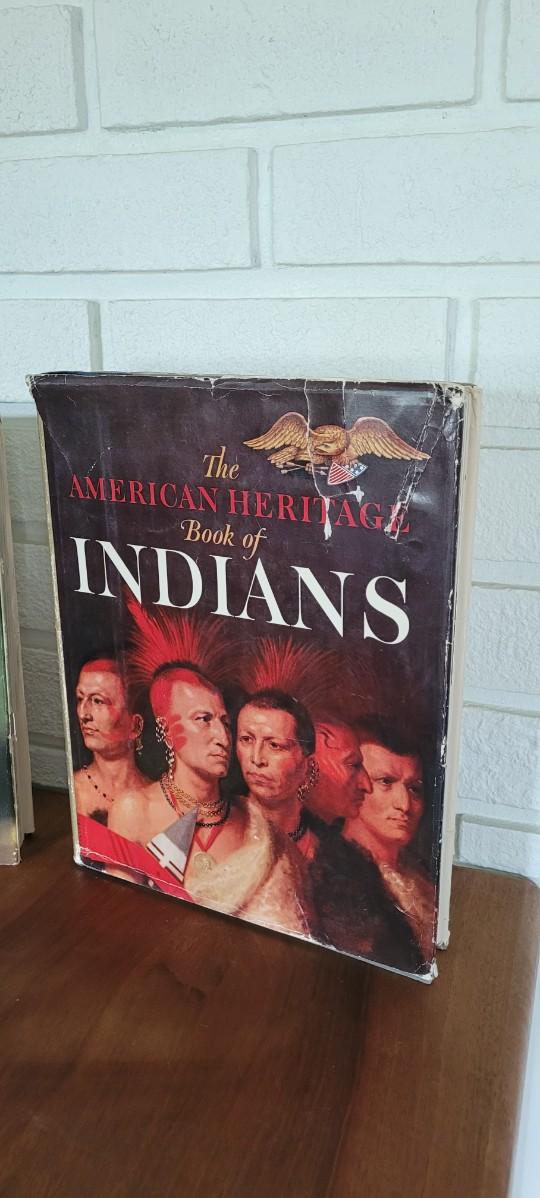 The
AMERICAN HERITAGE
Book of
INDIANS